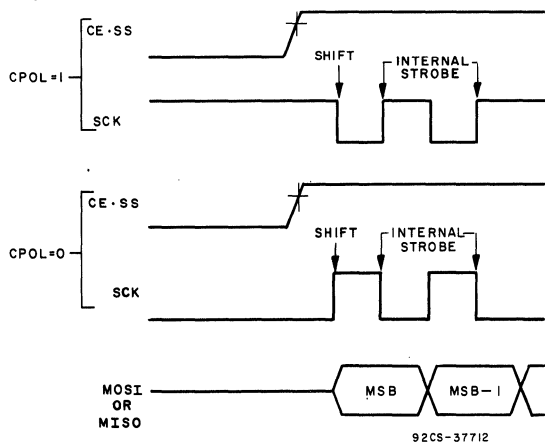 CE·SS
CPOL=1
SHIFT
INTERNAL
STROBE
SCK
CE·SS
CPOL=0
SHIFT
INTERNAL
STROBE
SCK
MOSI
OR
MISO
MSB
MSB-1
92CS-37712